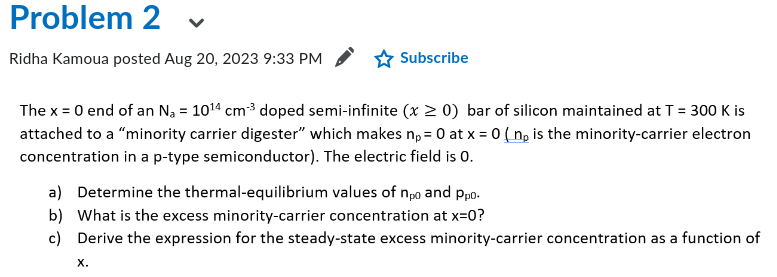 Problem 2
Ridha Kamoua posted Aug 20, 2023 9:33 PM Subscribe
The x = 0 end of an Nₐ = 10¹⁴ cm⁻³ doped semi-infinite (x ≥ 0) bar of silicon maintained at T = 300 K is
attached to a “minority carrier digester” which makes nₚ = 0 at x = 0 ( nₚ is the minority-carrier electron
concentration in a p-type semiconductor). The electric field is 0.
a) Determine the thermal-equilibrium values of nₚ₀ and pₚ₀.
b) What is the excess minority-carrier concentration at x=0?
c) Derive the expression for the steady-state excess minority-carrier concentration as a function of
x.